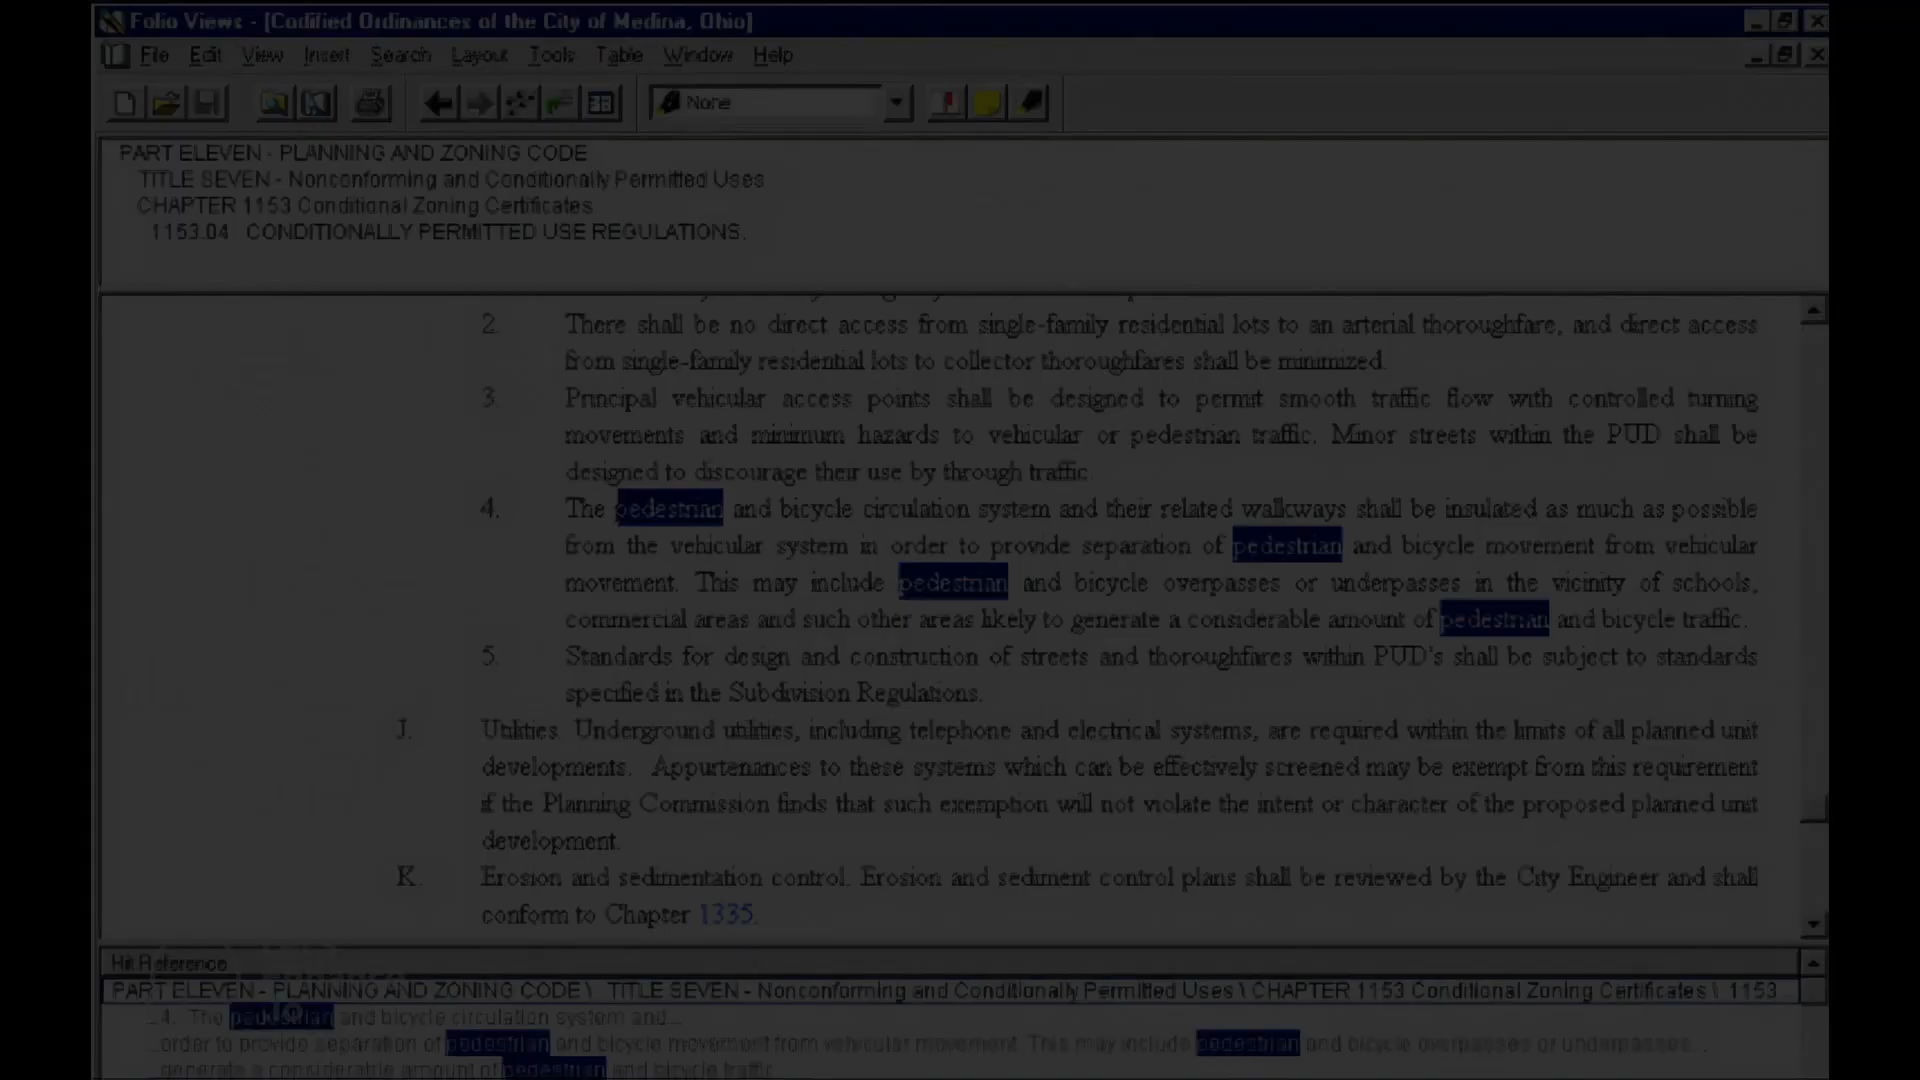 Folio Views - [Codified Ordinances of the City of Medina, Ohio]
File Edit View Insert Search Layout Tools Table Window Help
None
PART ELEVEN - PLANNING AND ZONING CODE
TITLE SEVEN - Nonconforming and Conditionally Permitted Uses
CHAPTER 1153 Conditional Zoning Certificates
1153.04 CONDITIONALLY PERMITTED USE REGULATIONS.
2. There shall be no direct access from single-family residential lots to an arterial thoroughfare, and direct access
from single-family residential lots to collector thoroughfares shall be minimized.
3. Principal vehicular access points shall be designed to permit smooth traffic flow with controlled turning
movements and minimum hazards to vehicular or pedestrian traffic. Minor streets within the PUD shall be
designed to discourage their use by through traffic.
4. The pedestrian and bicycle circulation system and their related walkways shall be insulated as much as possible
from the vehicular system in order to provide separation of pedestrian and bicycle movement from vehicular
movement. This may include pedestrian and bicycle overpasses or underpasses in the vicinity of schools,
commercial areas and such other areas likely to generate a considerable amount of pedestrian and bicycle traffic.
5. Standards for design and construction of streets and thoroughfares within PUD's shall be subject to standards
specified in the Subdivision Regulations.
J. Utilities. Underground utilities, including telephone and electrical systems, are required within the limits of all planned unit
developments. Appurtenances to these systems which can be effectively screened may be exempt from this requirement
if the Planning Commission finds that such exemption will not violate the intent or character of the proposed planned unit
development.
K. Erosion and sedimentation control. Erosion and sediment control plans shall be reviewed by the City Engineer and shall
conform to Chapter 1335.
Hit Reference
PART ELEVEN - PLANNING AND ZONING CODE \ TITLE SEVEN - Nonconforming and Conditionally Permitted Uses \ CHAPTER 1153 Conditional Zoning Certificates \ 1153
...4. The pedestrian and bicycle circulation system and...
...order to provide separation of pedestrian and bicycle movement from vehicular movement. This may include pedestrian and bicycle overpasses or underpasses...
...generate a considerable amount of pedestrian and bicycle traffic